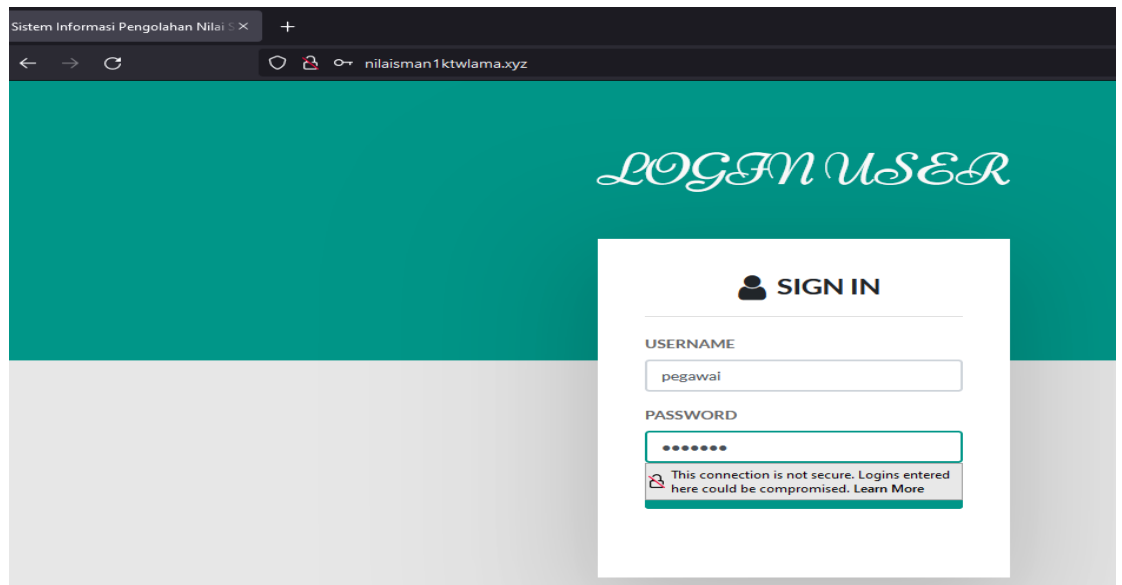 Sistem Informasi Pengolahan Nilai S
nilaisman1ktwlama.xyz
LOGIN USER
SIGN IN
USERNAME
pegawai
PASSWORD
•••••••
This connection is not secure. Logins entered
here could be compromised. Learn More